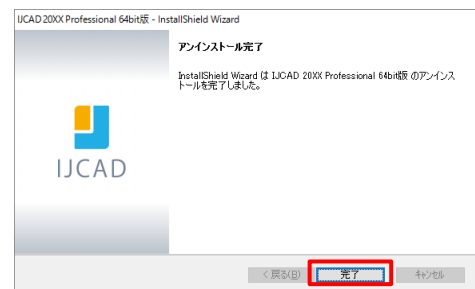 IJCAD 20XX Professional 64bit版 - InstallShield Wizard
アンインストール完了
InstallShield Wizard は IJCAD 20XX Professional 64bit版 のアンインス
トールを完了しました。
IJCAD
< 戻る(B)
完了
キャンセル